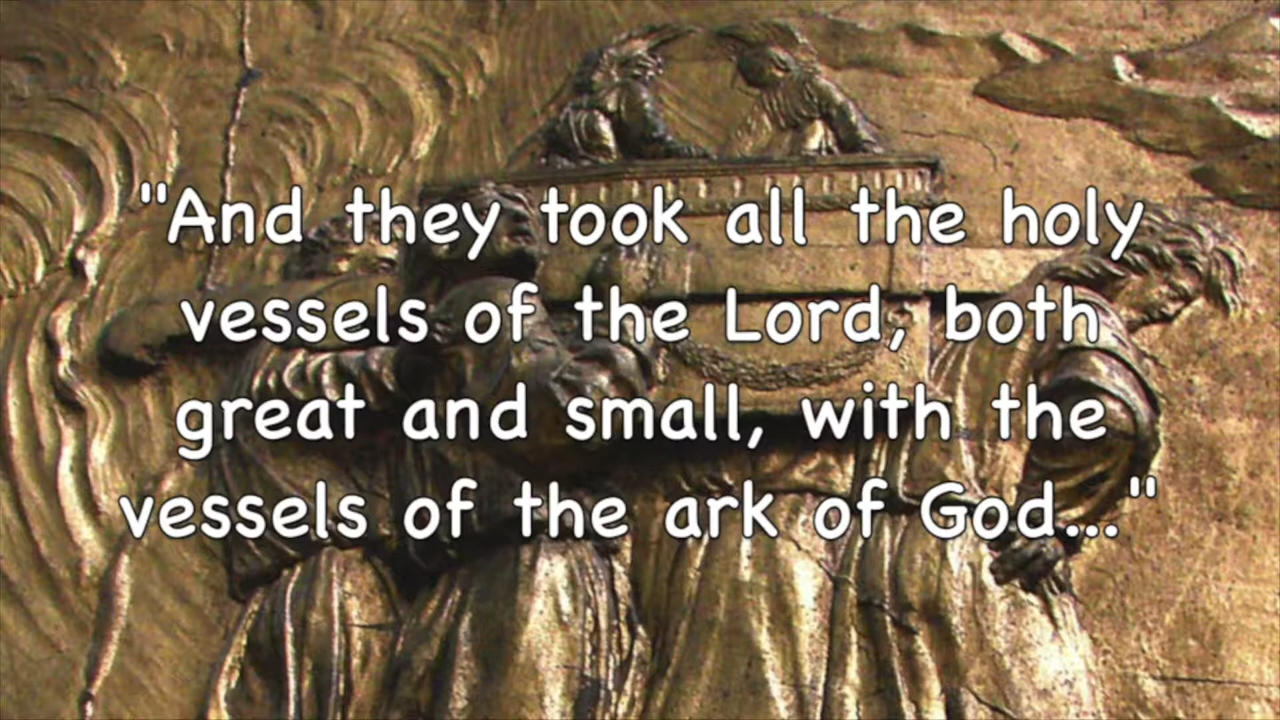 "And they took all the holy
vessels of the Lord, both
great and small, with the
vessels of the ark of God..."